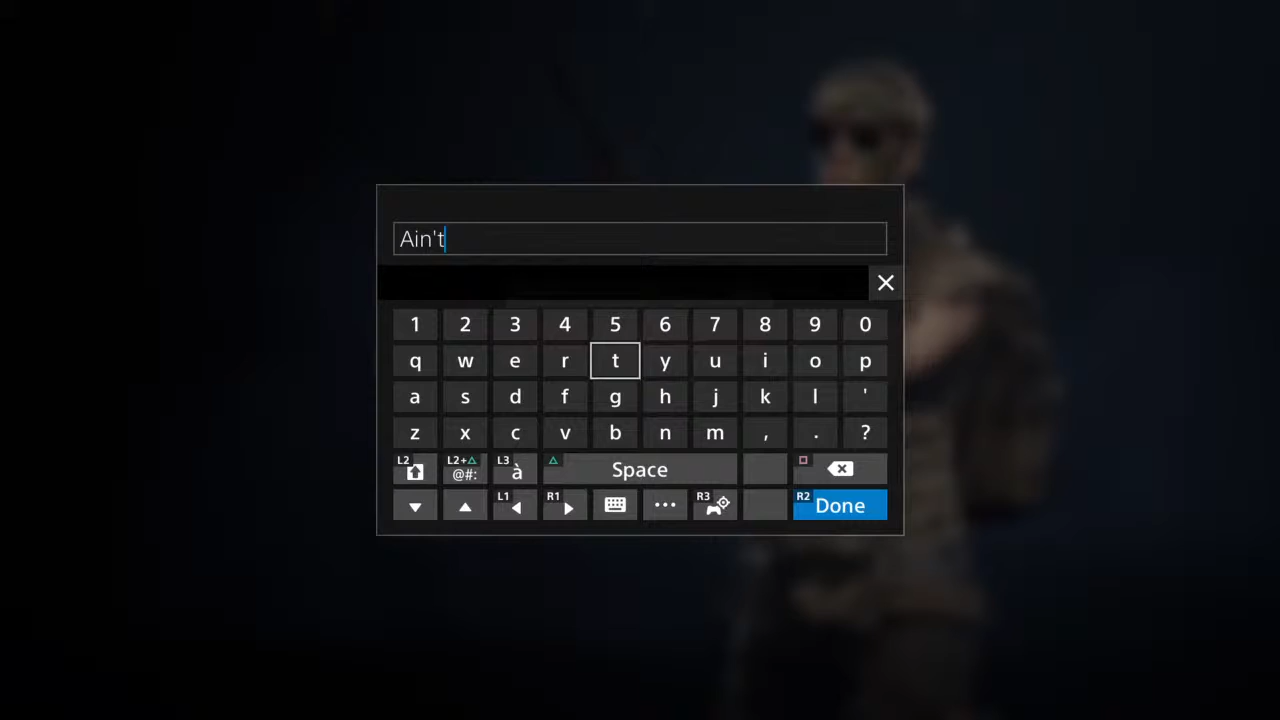 Ain't
1 2 3 4 5 6 7 8 9 0
q w e r t y u i o p
a s d f g h j k l '
z x c v b n m , . ?
L2 L2+△ @#: L3 à △ Space □
L1 R1 ... R3 R2 Done